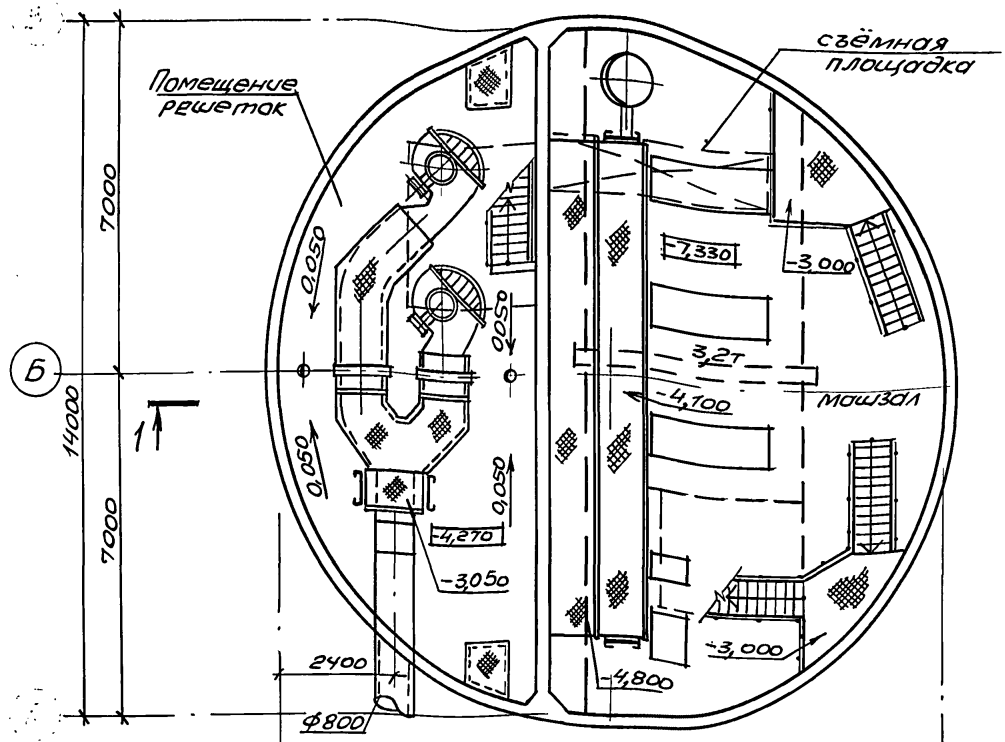 съёмная
площадка
Помещение
решеток
7000
14000
7000
0,050
0,050
0,050
0,050
-7,330
-3,000
3,2т
-4,100
машзал
Б
1
-4,270
-3,050
2400
ф800
-3,000
-4,800